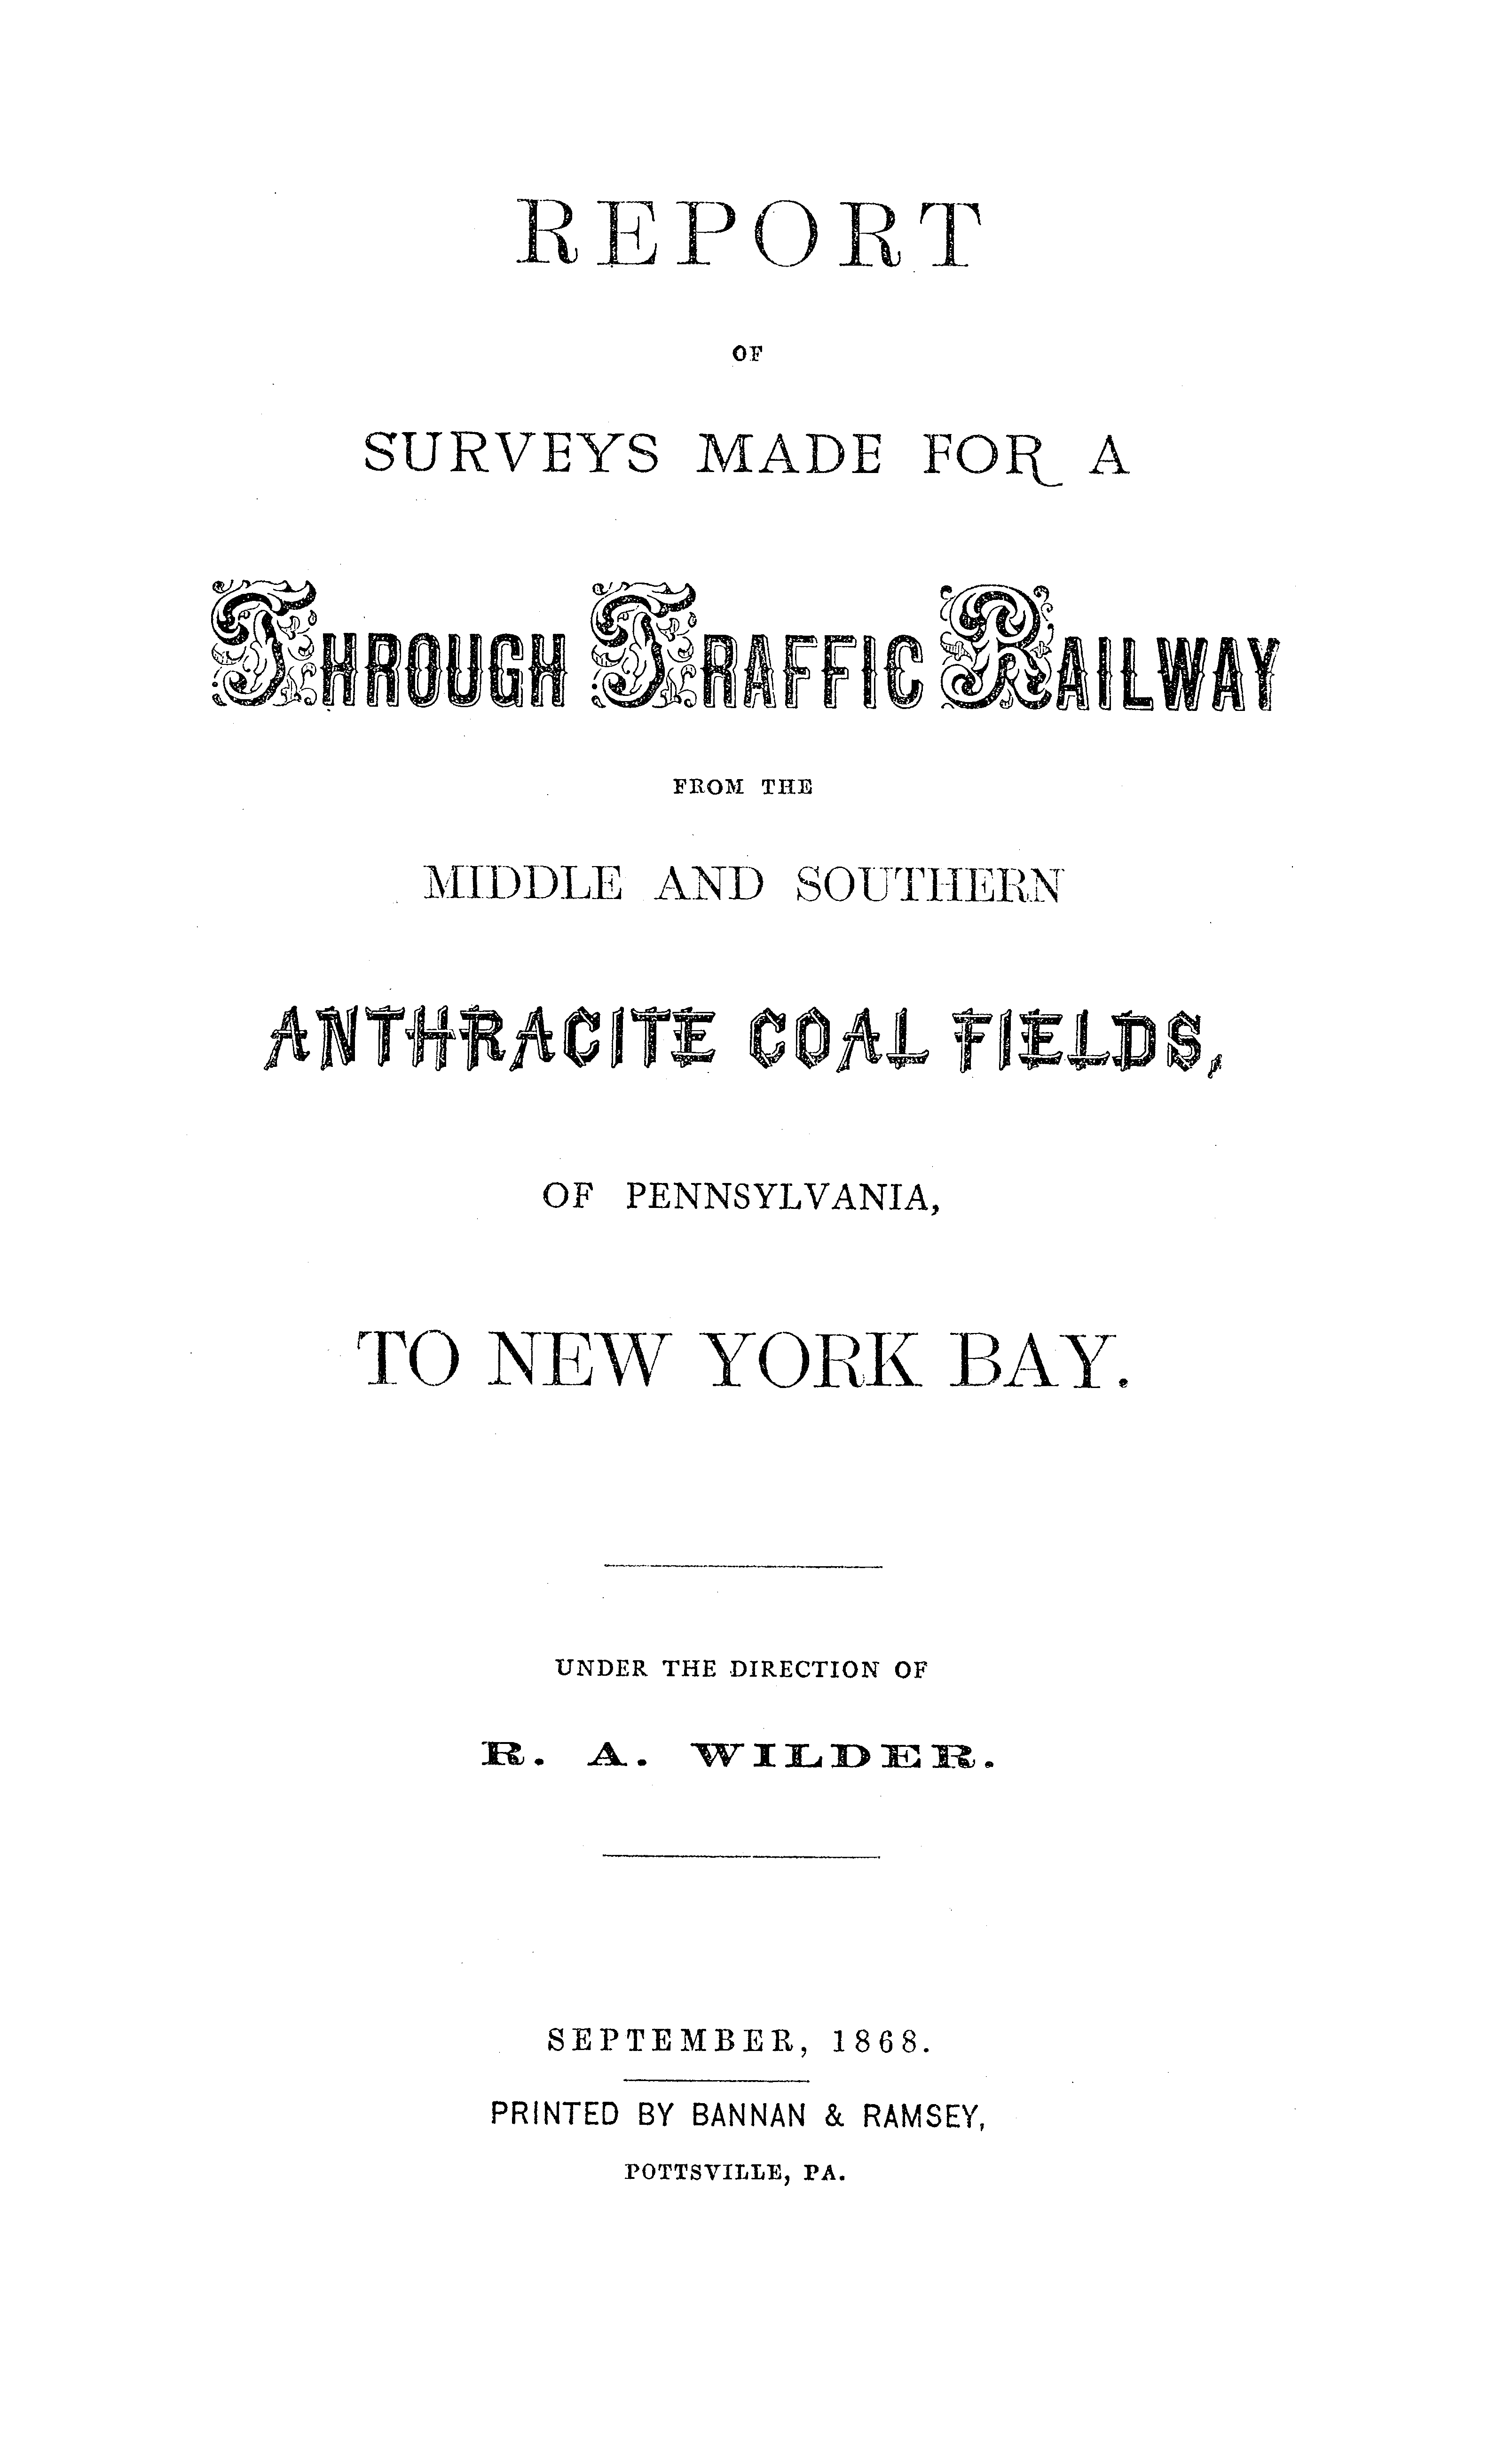 REPORT
OF
SURVEYS MADE FOR A
THROUGH TRAFFIC RAILWAY
FROM THE
MIDDLE AND SOUTHERN
ANTHRACITE COAL FIELDS,
OF PENNSYLVANIA,
TO NEW YORK BAY.
UNDER THE DIRECTION OF
R. A. WILDER.
SEPTEMBER, 1868.
PRINTED BY BANNAN & RAMSEY,
POTTSVILLE, PA.